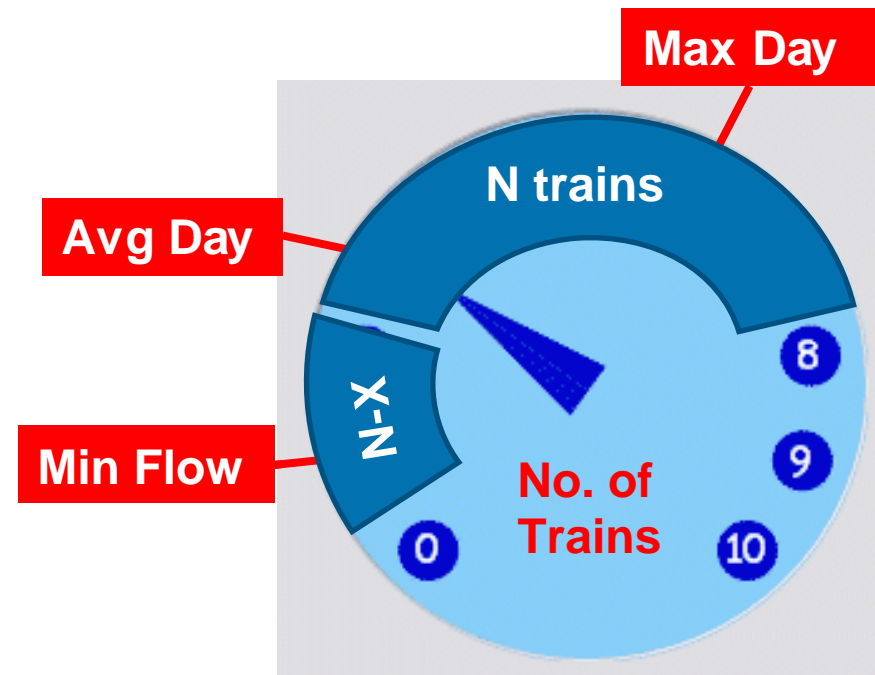 Max Day
N trains
Avg Day
8
N-X
Min Flow
9
No. of
Trains
0
10